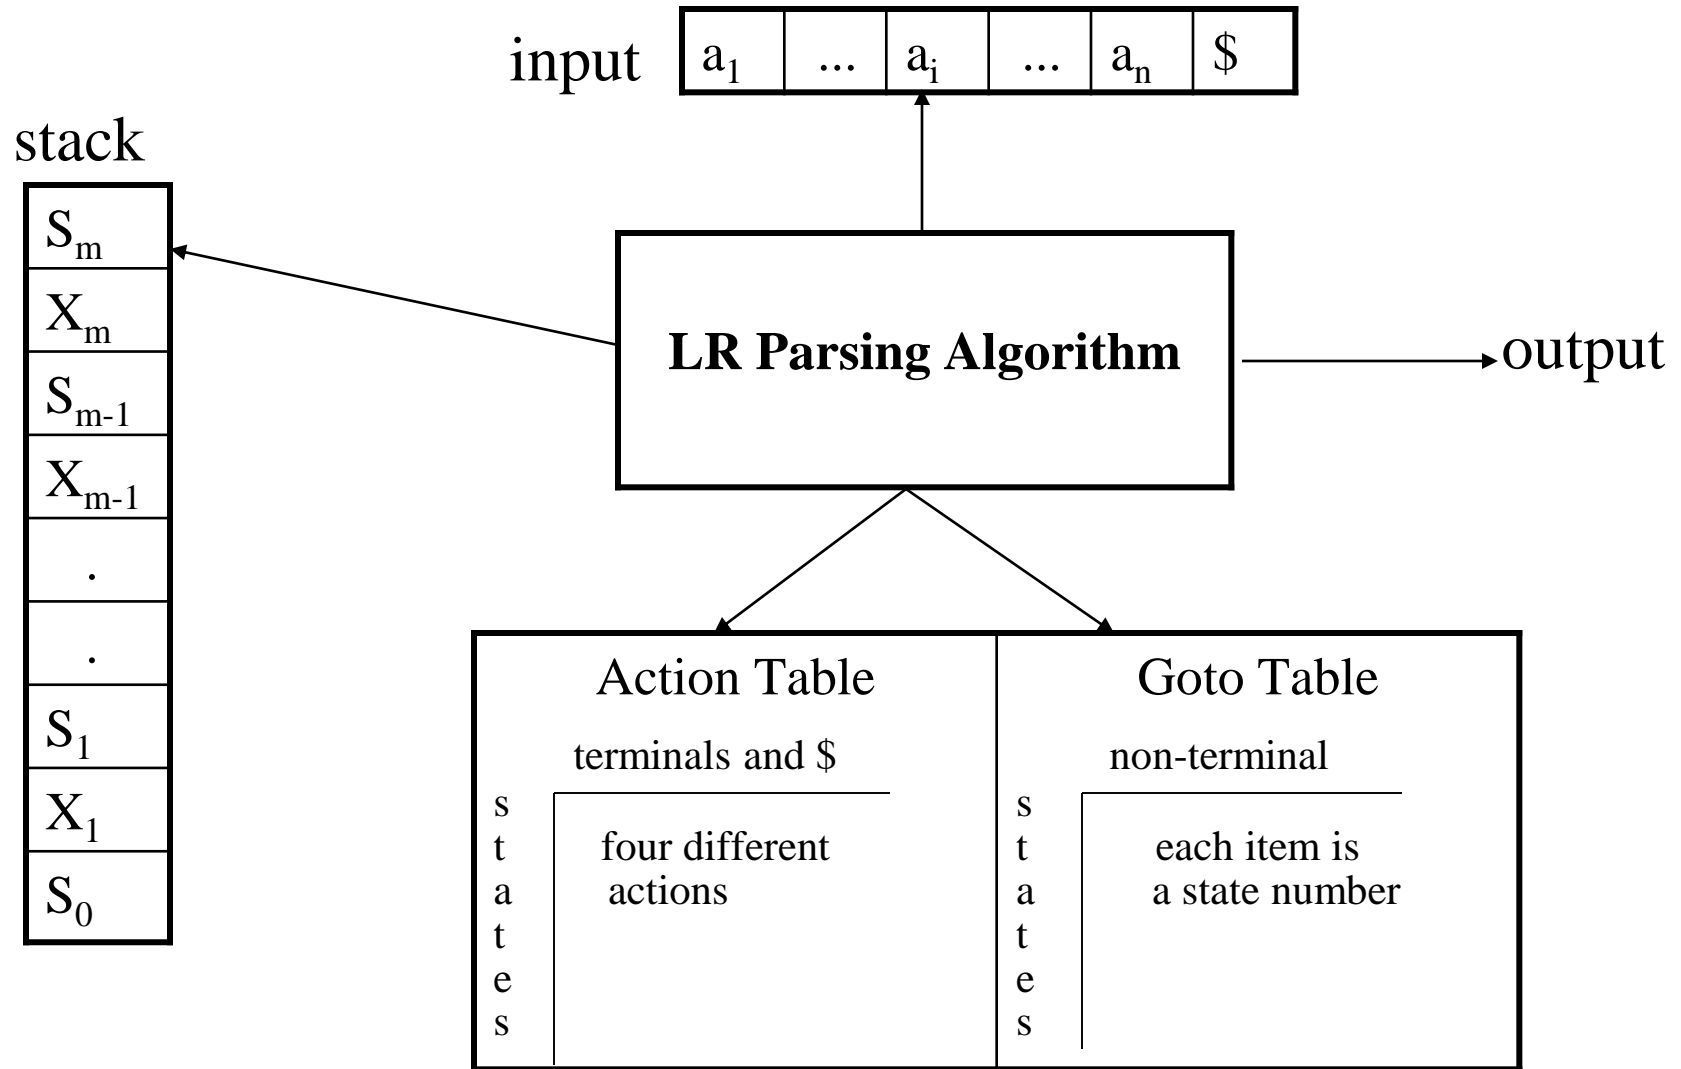 input a₁ ... aᵢ ... aₙ $
stack
Sₘ
Xₘ
Sₘ₋₁
Xₘ₋₁
.
.
S₁
X₁
S₀
LR Parsing Algorithm
output
Action Table
terminals and $
s
t
a
t
e
s
four different
actions
Goto Table
non-terminal
s
t
a
t
e
s
each item is
a state number